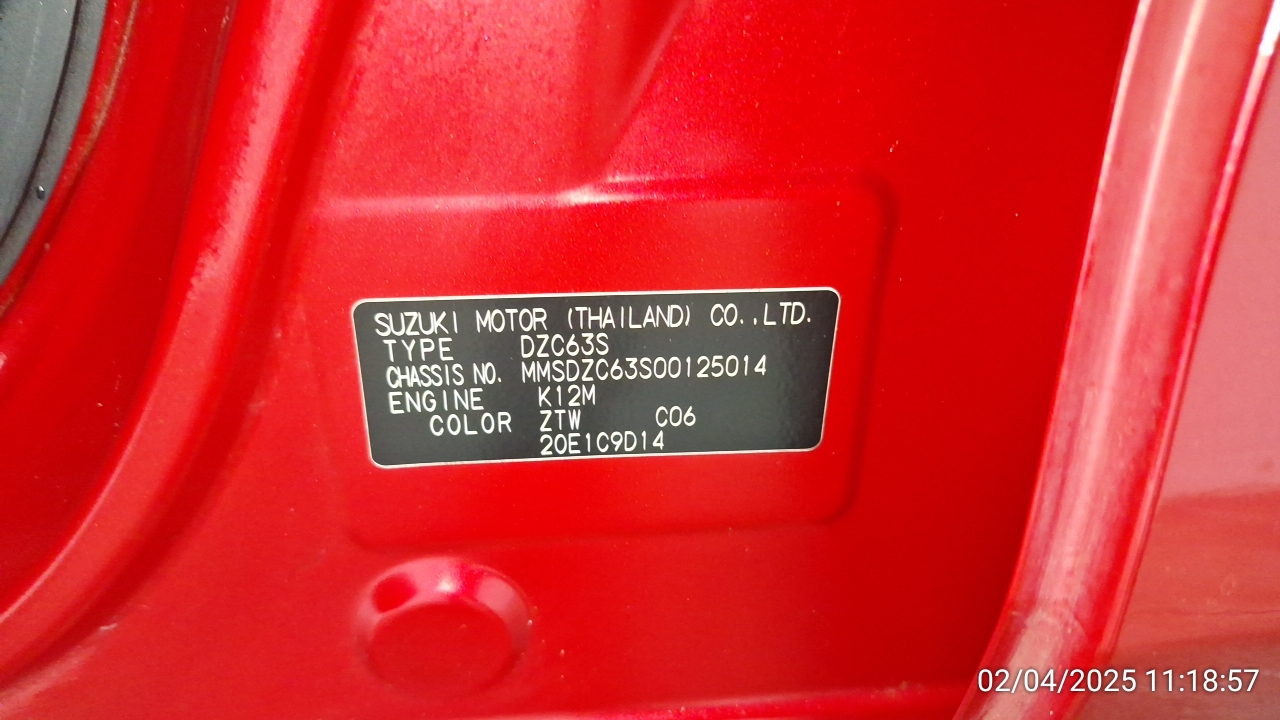 SUZUKI MOTOR (THAILAND) CO.,LTD.
TYPE DZC63S
CHASSIS NO. MMSDZC63S00125014
ENGINE K12M
COLOR ZTW C06
20E1C9D14
02/04/2025 11:18:57